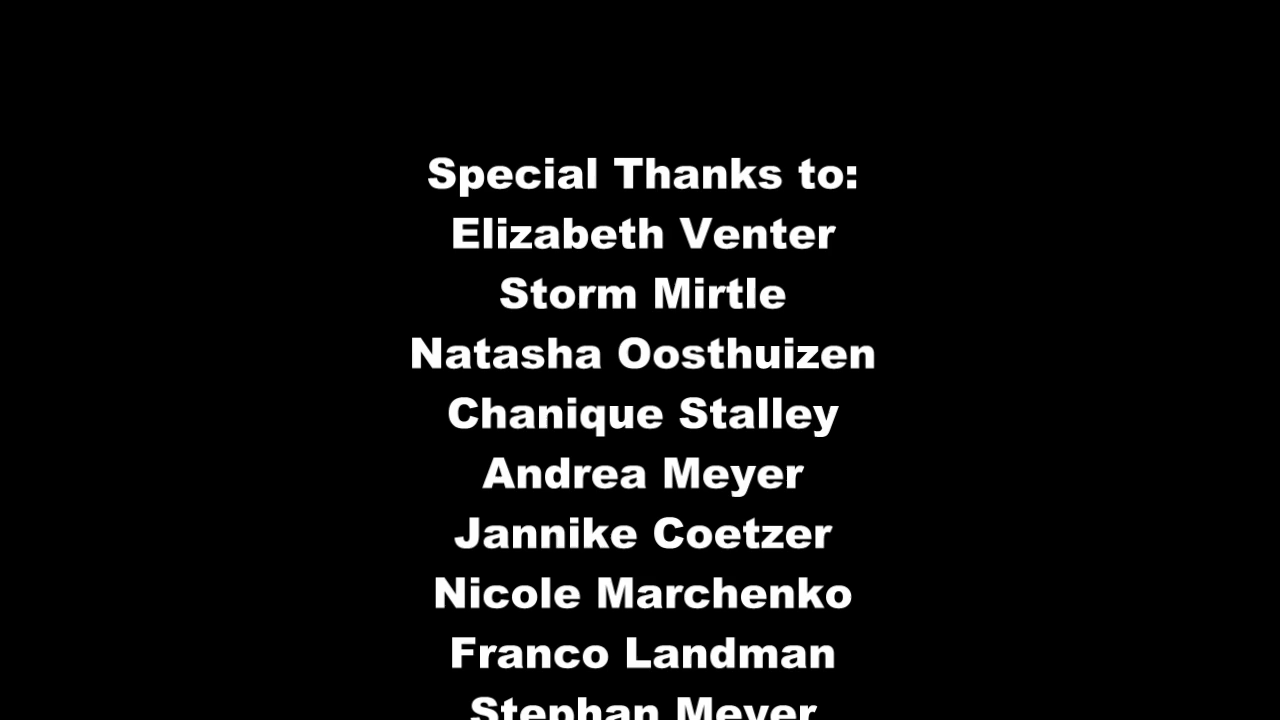 Special Thanks to:
Elizabeth Venter
Storm Mirtle
Natasha Oosthuizen
Chanique Stalley
Andrea Meyer
Jannike Coetzer
Nicole Marchenko
Franco Landman
Stephan Meyer